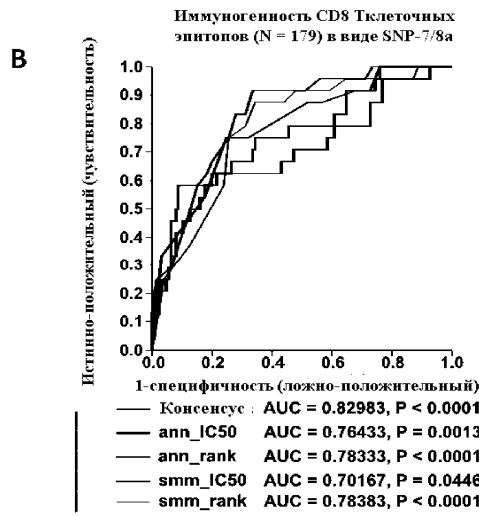 Иммуногенность CD8 Тклеточных
эпитопов (N = 179) в виде SNP-7/8a
B
Истинно-положительный (чувствительность)
1.0
0.9
0.8
0.7
0.6
0.5
0.4
0.3
0.2
0.1
0.0
0.0 0.2 0.4 0.6 0.8 1.0
1-специфичность (ложно-положительный)
Консенсус : AUC = 0.82983, P < 0.0001
ann_IC50 AUC = 0.76433, P = 0.0013
ann_rank AUC = 0.78333, P < 0.0001
smm_IC50 AUC = 0.70167, P = 0.0446
smm_rank AUC = 0.78383, P < 0.0001